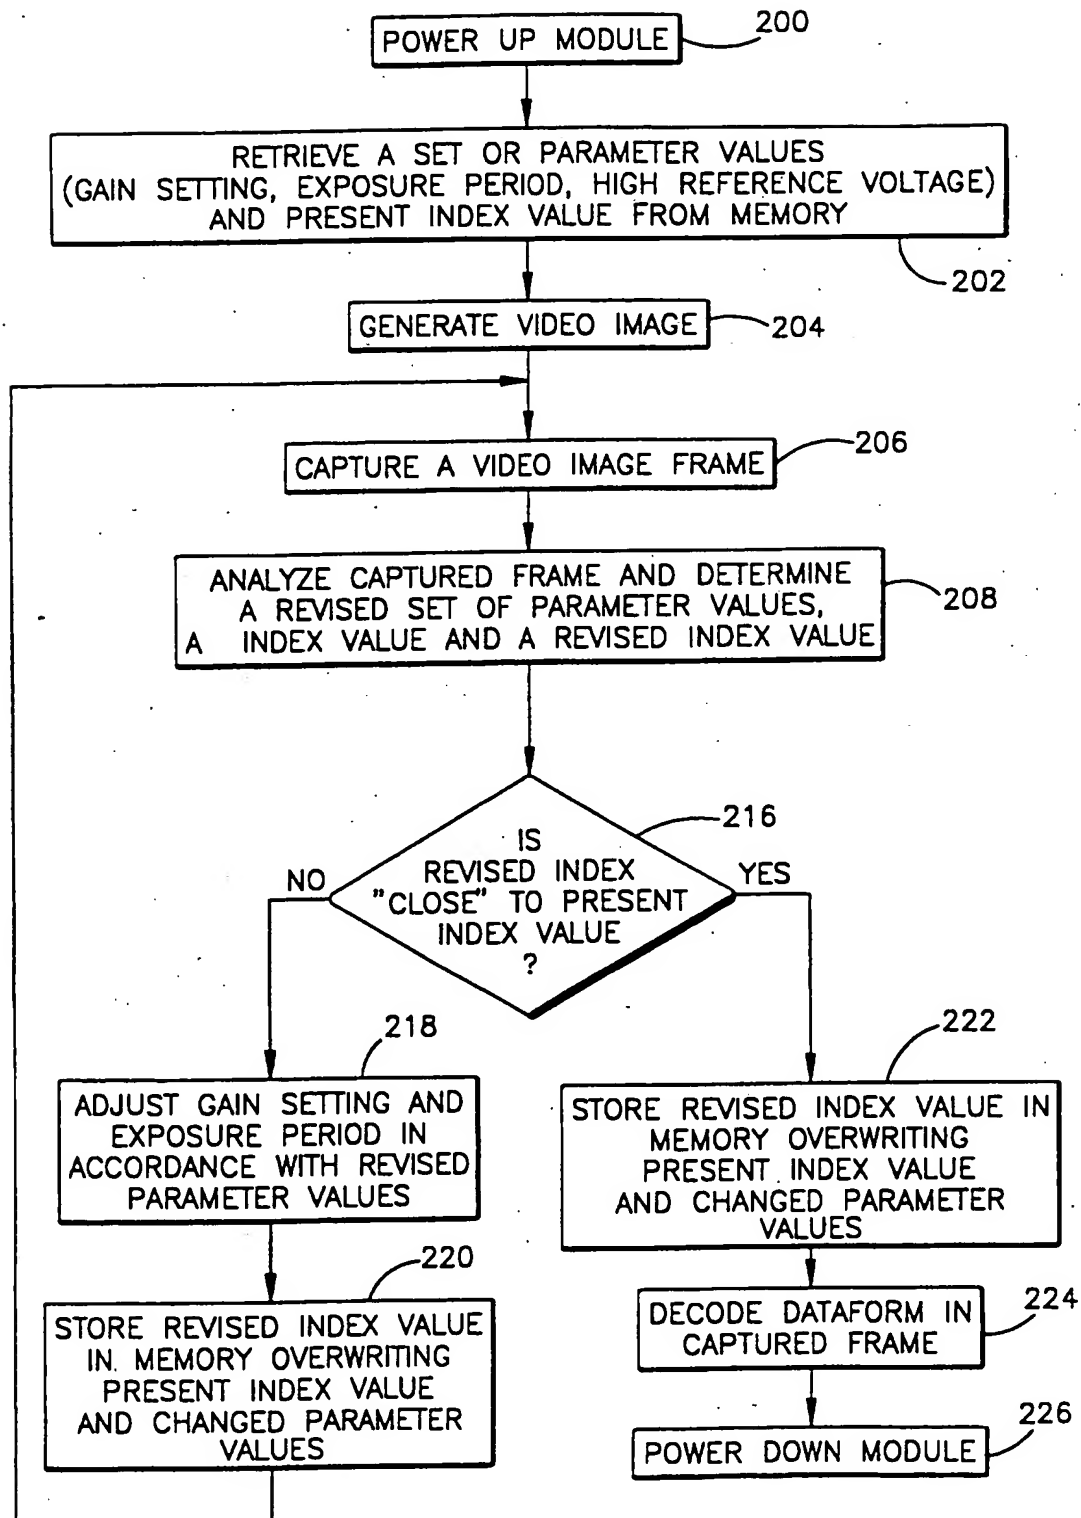 POWER UP MODULE
200
RETRIEVE A SET OR PARAMETER VALUES
(GAIN SETTING, EXPOSURE PERIOD, HIGH REFERENCE VOLTAGE)
AND PRESENT INDEX VALUE FROM MEMORY
202
GENERATE VIDEO IMAGE
204
CAPTURE A VIDEO IMAGE FRAME
206
ANALYZE CAPTURED FRAME AND DETERMINE
A REVISED SET OF PARAMETER VALUES,
A INDEX VALUE AND A REVISED INDEX VALUE
208
216
IS
REVISED INDEX
"CLOSE" TO PRESENT
INDEX VALUE
?
NO
YES
218
ADJUST GAIN SETTING AND
EXPOSURE PERIOD IN
ACCORDANCE WITH REVISED
PARAMETER VALUES
220
STORE REVISED INDEX VALUE
IN MEMORY OVERWRITING
PRESENT INDEX VALUE
AND CHANGED PARAMETER
VALUES
222
STORE REVISED INDEX VALUE IN
MEMORY OVERWRITING
PRESENT INDEX VALUE
AND CHANGED PARAMETER
VALUES
DECODE DATAFORM IN
CAPTURED FRAME
224
POWER DOWN MODULE
226